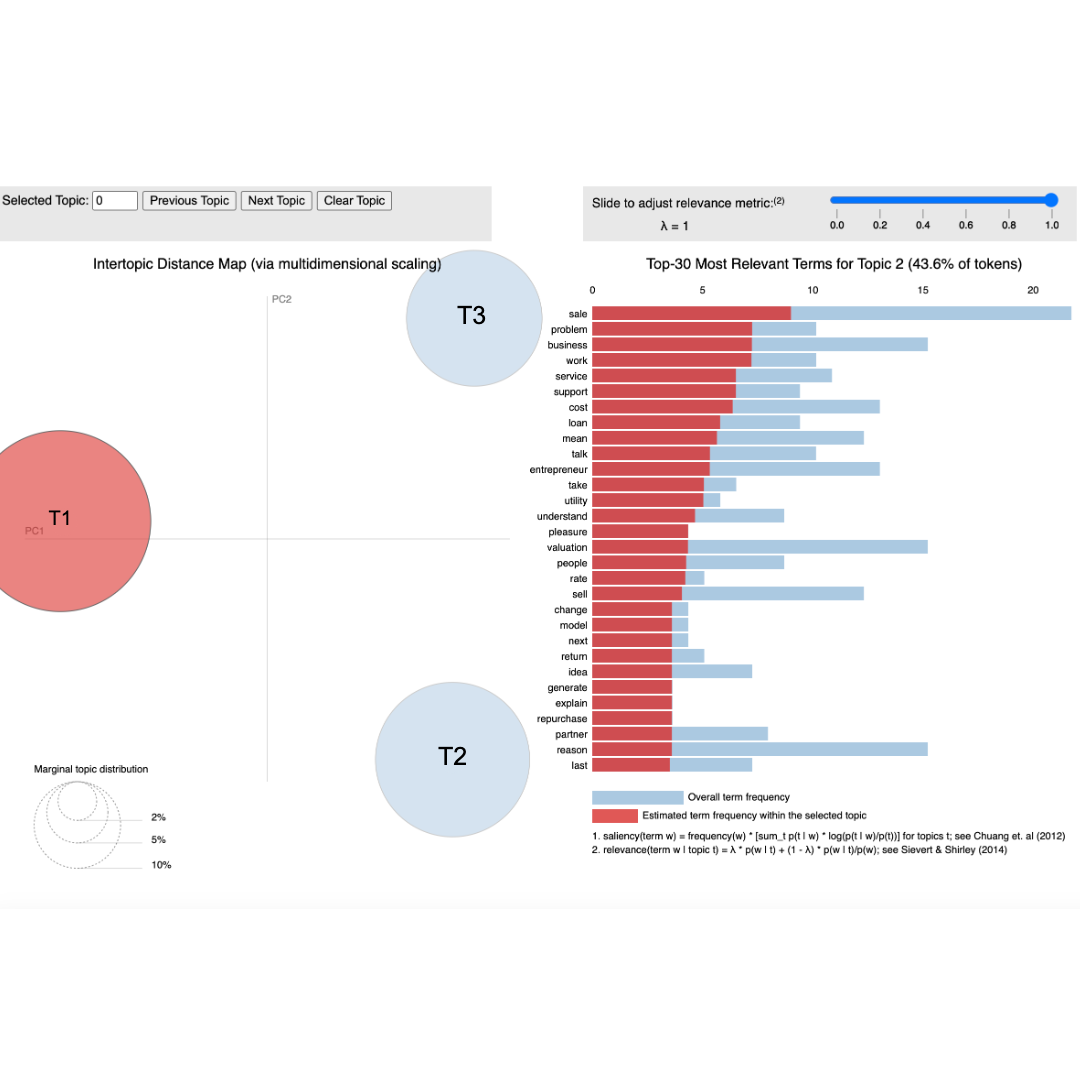 Selected Topic: 0 Previous Topic Next Topic Clear Topic
Slide to adjust relevance metric:(2)
λ = 1
0.0 0.2 0.4 0.6 0.8 1.0
Intertopic Distance Map (via multidimensional scaling)
PC2
T3
T1
PC1
T2
Marginal topic distribution
2%
5%
10%
Top-30 Most Relevant Terms for Topic 2 (43.6% of tokens)
0 5 10 15 20
sale
problem
business
work
service
support
cost
loan
mean
talk
entrepreneur
take
utility
understand
pleasure
valuation
people
rate
sell
change
model
next
return
idea
generate
explain
repurchase
partner
reason
last
Overall term frequency
Estimated term frequency within the selected topic
1. saliency(term w) = frequency(w) * [sum_t p(t | w) * log(p(t | w)/p(t))] for topics t; see Chuang et. al (2012)
2. relevance(term w | topic t) = λ * p(w | t) + (1 - λ) * p(w | t)/p(w); see Sievert & Shirley (2014)